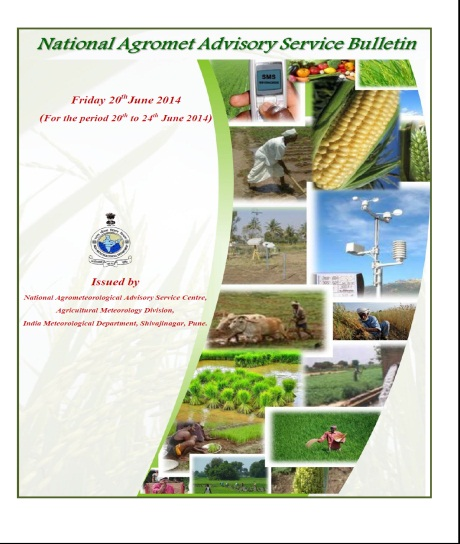 National Agromet Advisory Service Bulletin
SMS
Friday 20th June 2014
(For the period 20th to 24th June 2014)
Issued by
National Agrometeorological Advisory Service Centre,
Agricultural Meteorology Division,
India Meteorological Department, Shivajinagar, Pune.